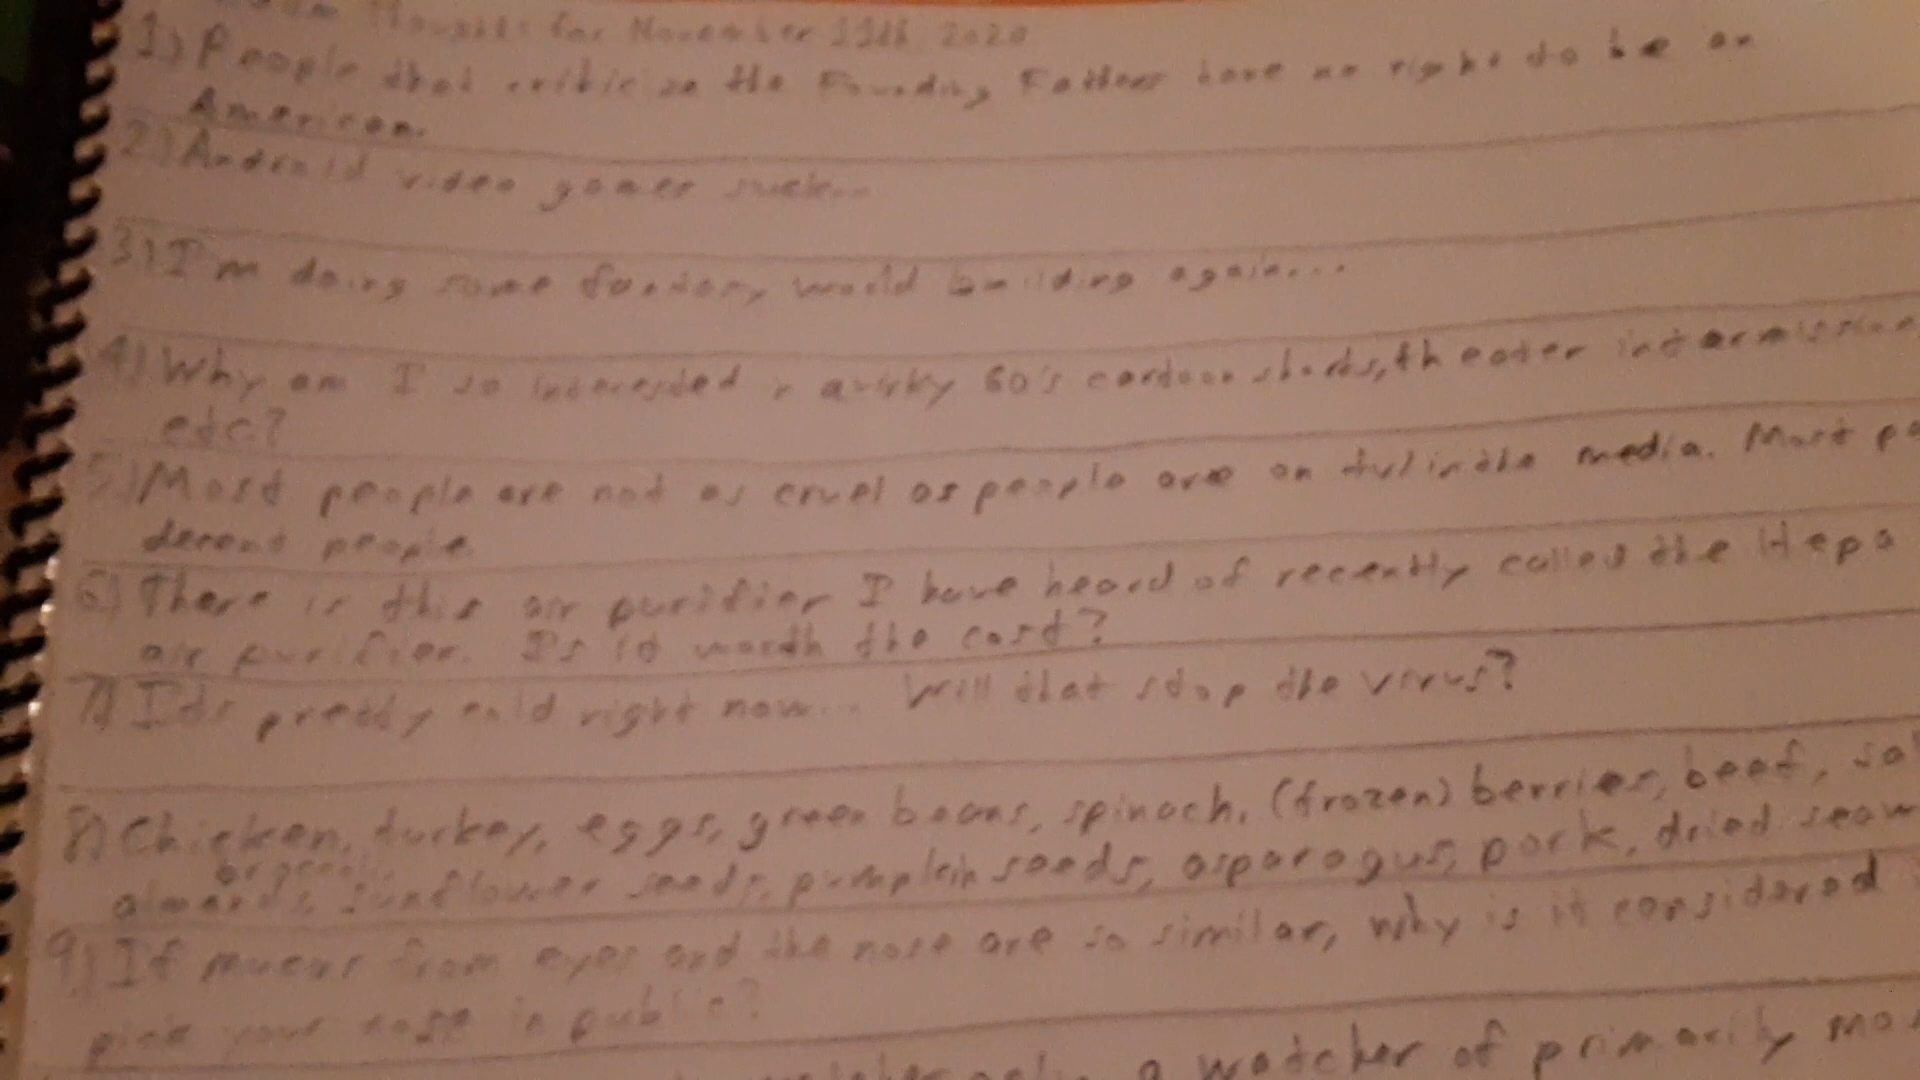 Thoughts for November 11th, 2020
1.) People that criticize the Founding Fathers have no right to be an
American.
2.) Android video games suck...
3.) I'm doing some fantasy world building again...
4.) Why am I so interested in quirky 60's cartoon shorts, theater intermissions,
etc?
5.) Most people are not as cruel as people are on tv/in the media. Most
decent people.
6.) There is this air purifier I have heard of recently called the Hepa
air purifier. Is it worth the cost?
7.) It's pretty cold right now... Will that stop the virus?
8.) Chicken, turkey, eggs, green beans, spinach, (frozen) berries, beef,
organic
almonds, sunflower seeds, pumpkin seeds, asparagus, pork, dried
9.) If mucus from eyes and the nose are so similar, why is it considered
pick your nose in public?
a watcher of primarily